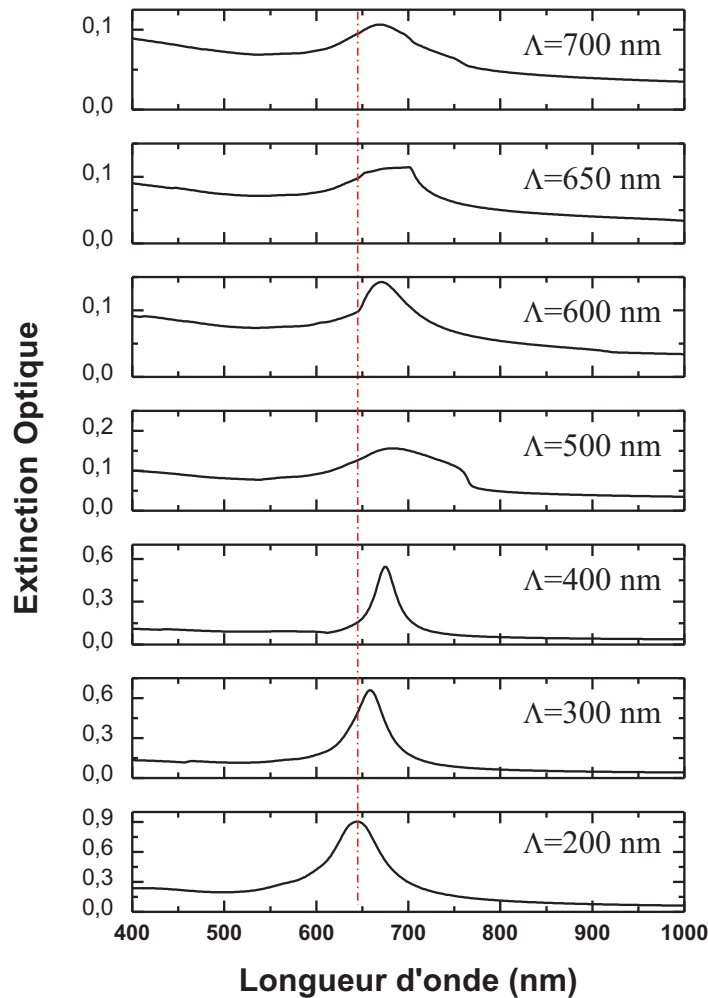 Extinction Optique
0,1
0,0
Λ=700 nm
0,1
0,0
Λ=650 nm
0,1
0,0
Λ=600 nm
0,2
0,1
0,0
Λ=500 nm
0,6
0,3
0,0
Λ=400 nm
0,6
0,3
0,0
Λ=300 nm
0,9
0,6
0,3
0,0
Λ=200 nm
400 500 600 700 800 900 1000
Longueur d'onde (nm)